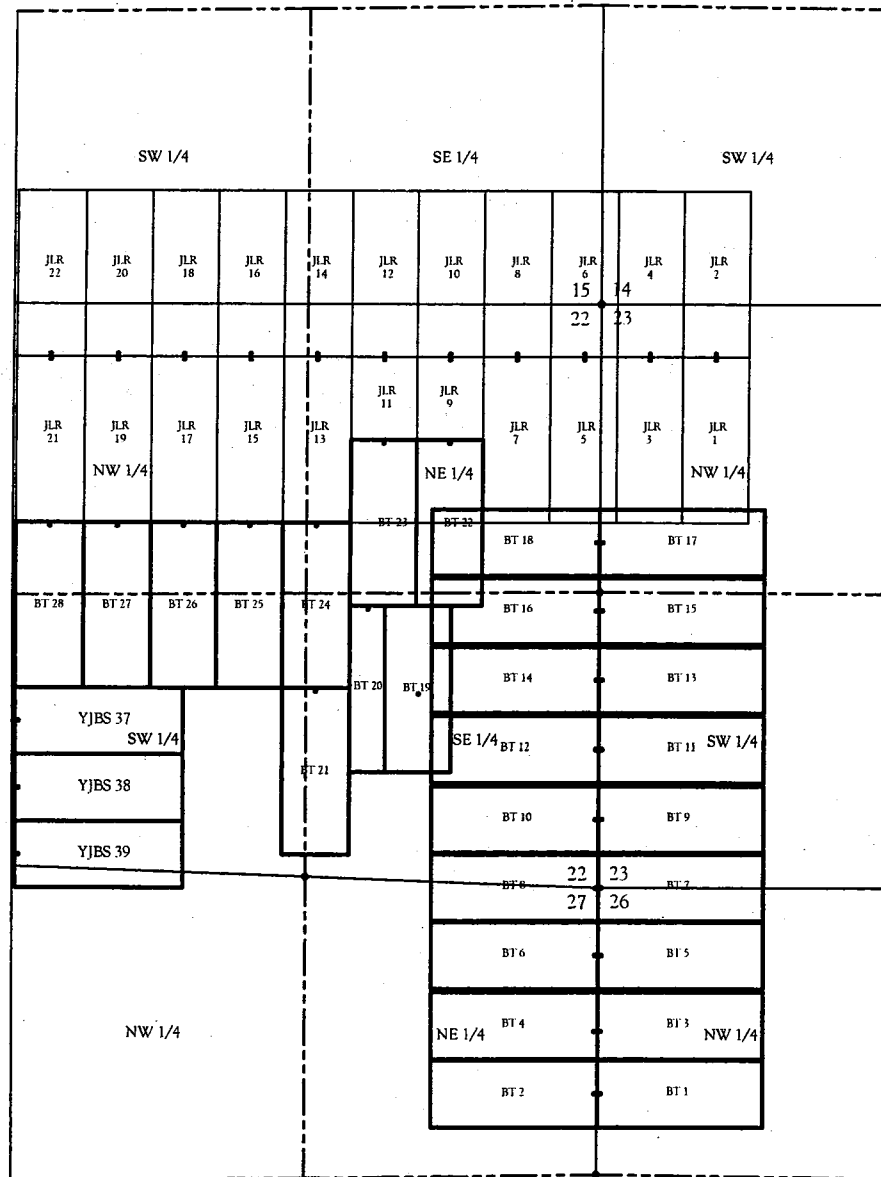 SW 1/4 SE 1/4 SW 1/4
JLR JLR JLR JLR JLR JLR JLR JLR JLR JLR JLR
22 20 18 16 14 12 10 8 6 4 2
15 14
22 23
JLR JLR
11 9
JLR JLR JLR JLR JLR JLR JLR JLR JLR
21 19 17 15 13 7 5 3 1
NW 1/4 NE 1/4 NW 1/4
BT 23 BT 22
BT 18 BT 17
BT 28 BT 27 BT 26 BT 25 BT 24 BT 16 BT 15
BT 20 BT 19 BT 14 BT 13
YJBS 37
SW 1/4 SE 1/4 SW 1/4
BT 12 BT 11
BT 21
YJBS 38
BT 10 BT 9
YJBS 39
22 23
BT 8 BT 7
27 26
BT 6 BT 5
BT 4 BT 3
NW 1/4 NE 1/4 NW 1/4
BT 2 BT 1